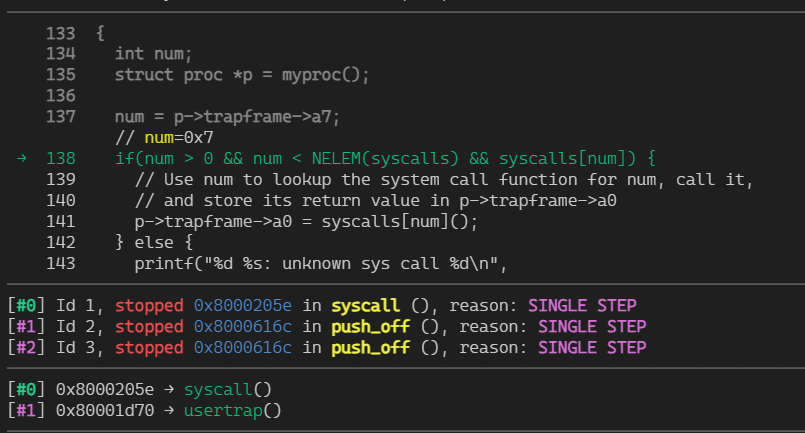 133 {
134 int num;
135 struct proc *p = myproc();
136
137 num = p->trapframe->a7;
// num=0x7
→ 138 if(num > 0 && num < NELEM(syscalls) && syscalls[num]) {
139 // Use num to lookup the system call function for num, call it,
140 // and store its return value in p->trapframe->a0
141 p->trapframe->a0 = syscalls[num]();
142 } else {
143 printf("%d %s: unknown sys call %d\n",
[#0] Id 1, stopped 0x8000205e in syscall (), reason: SINGLE STEP
[#1] Id 2, stopped 0x8000616c in push_off (), reason: SINGLE STEP
[#2] Id 3, stopped 0x8000616c in push_off (), reason: SINGLE STEP
[#0] 0x8000205e → syscall()
[#1] 0x80001d70 → usertrap()